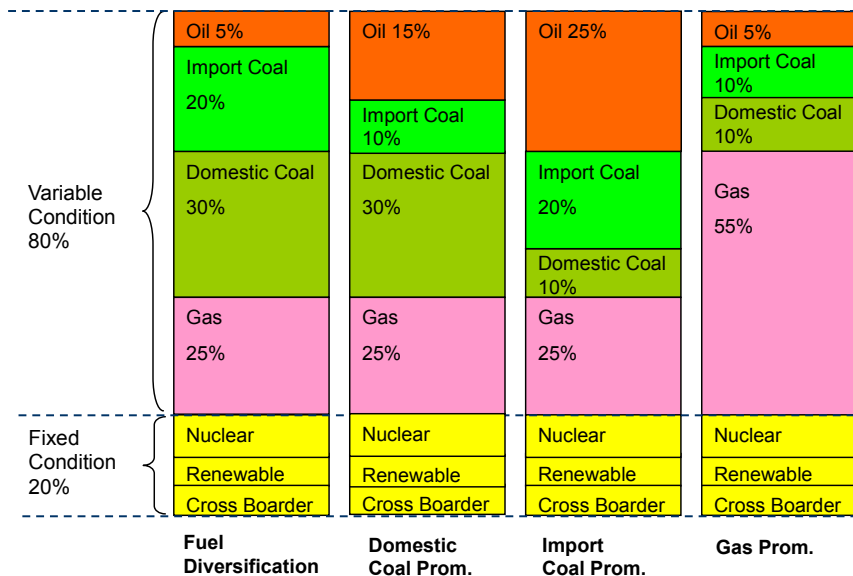 Variable
Condition
80%
Fixed
Condition
20%
Oil 5%
Import Coal
20%
Domestic Coal
30%
Gas
25%
Nuclear
Renewable
Cross Boarder
Fuel
Diversification
Oil 15%
Import Coal
10%
Domestic Coal
30%
Gas
25%
Nuclear
Renewable
Cross Boarder
Domestic
Coal Prom.
Oil 25%
Import Coal
20%
Domestic Coal
10%
Gas
25%
Nuclear
Renewable
Cross Boarder
Import
Coal Prom.
Oil 5%
Import Coal
10%
Domestic Coal
10%
Gas
55%
Nuclear
Renewable
Cross Boarder
Gas Prom.